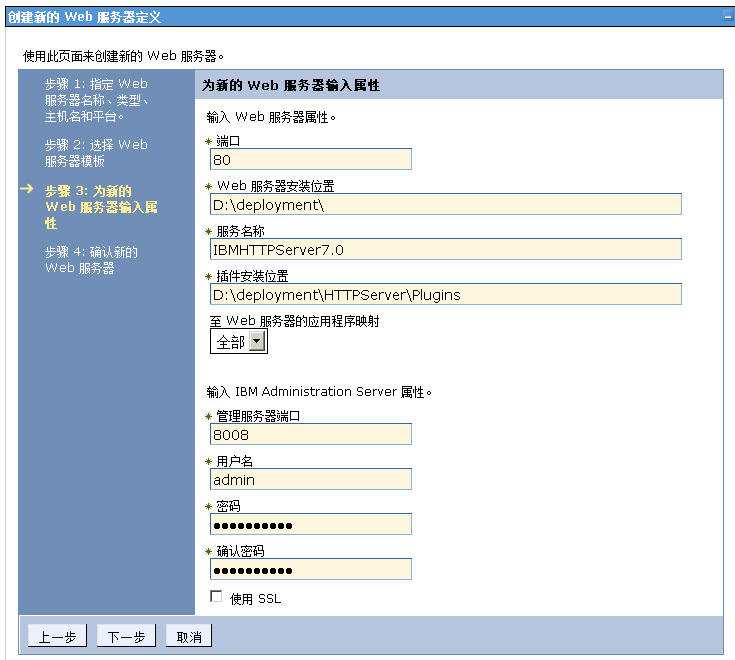 创建新的 Web 服务器定义
使用此页面来创建新的 Web 服务器。
步骤 1: 指定 Web
服务器名称、类型、
主机名和平台。
步骤 2: 选择 Web
服务器模板
步骤 3: 为新的
Web 服务器输入属
性
步骤 4: 确认新的
Web 服务器
为新的 Web 服务器输入属性
输入 Web 服务器属性。
* 端口
80
* Web 服务器安装位置
D:\deployment\
* 服务名称
IBMHTTPServer7.0
* 插件安装位置
D:\deployment\HTTPServer\Plugins
至 Web 服务器的应用程序映射
全部
输入 IBM Administration Server 属性。
* 管理服务器端口
8008
* 用户名
admin
* 密码
●●●●●●●●●●
* 确认密码
●●●●●●●●●●
使用 SSL
上一步 下一步 取消